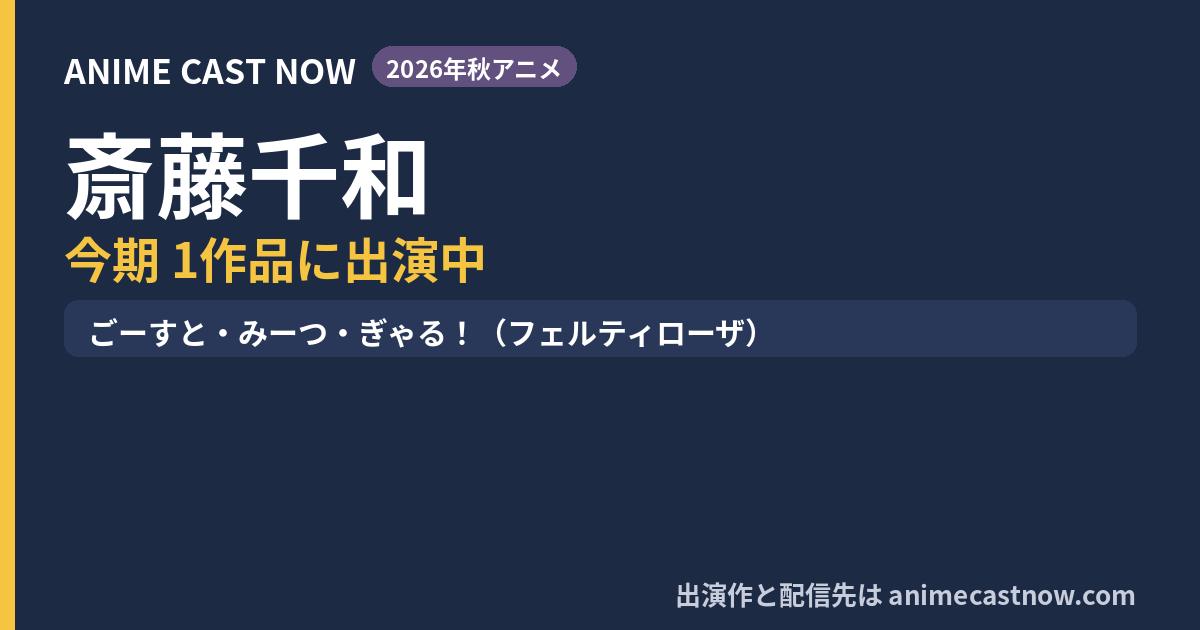 ANIME CAST NOW 2026年秋アニメ
斎藤千和
今期 1作品に出演中
ごーすと・みーつ・ぎゃる！（フェルティローザ）
出演作と配信先は animecastnow.com